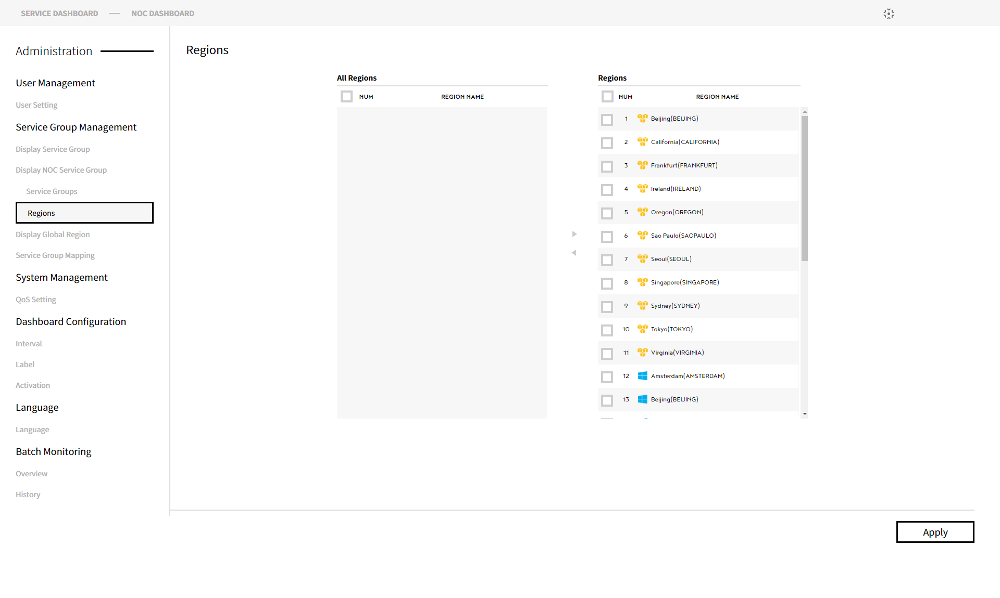 SERVICE DASHBOARD
NOC DASHBOARD
Administration
User Management
User Setting
Service Group Management
Display Service Group
Display NOC Service Group
Service Groups
Regions
Display Global Region
Service Group Mapping
System Management
QoS Setting
Dashboard Configuration
Interval
Label
Activation
Language
Language
Batch Monitoring
Overview
History
Regions
All Regions
NUM REGION NAME
Regions
NUM REGION NAME
1 Beijing(BEIJING)
2 California(CALIFORNIA)
3 Frankfurt(FRANKFURT)
4 Ireland(IRELAND)
5 Oregon(OREGON)
6 Sao Paulo(SAOPAULO)
7 Seoul(SEOUL)
8 Singapore(SINGAPORE)
9 Sydney(SYDNEY)
10 Tokyo(TOKYO)
11 Virginia(VIRGINIA)
12 Amsterdam(AMSTERDAM)
13 Beijing(BEIJING)
Apply